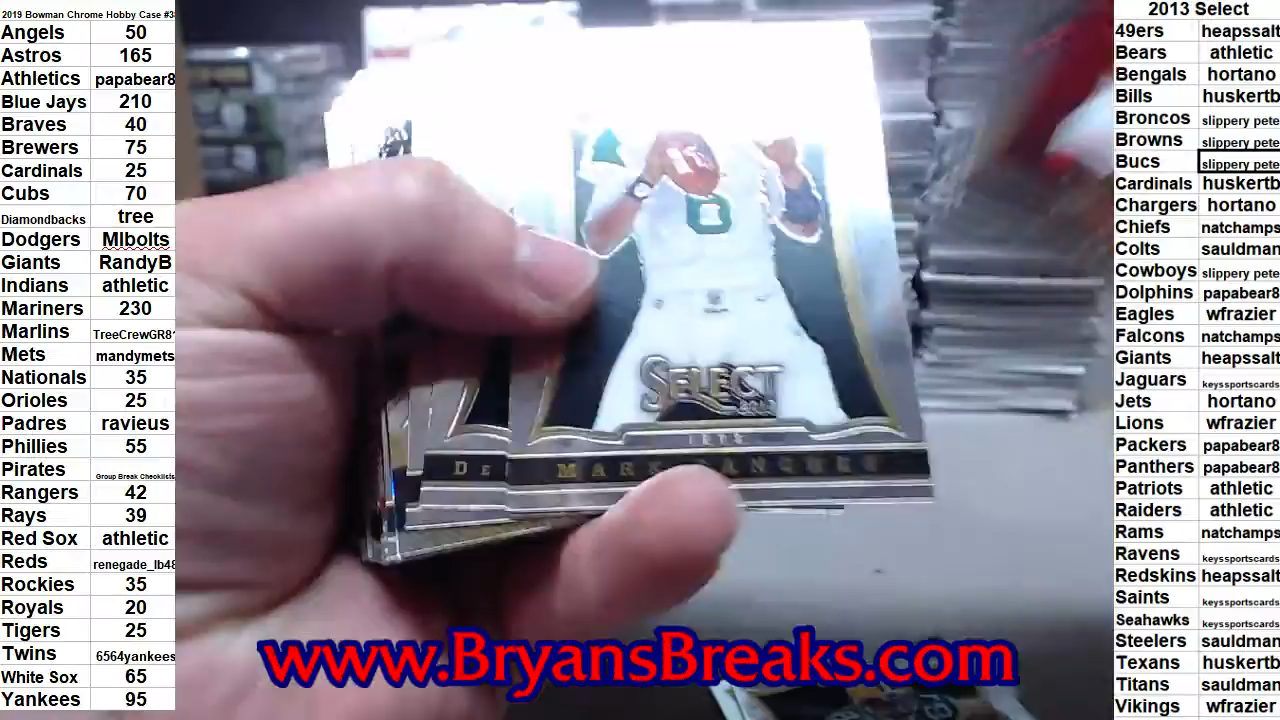 2019 Bowman Chrome Hobby Case #3
Angels 50
Astros 165
Athletics papabear8
Blue Jays 210
Braves 40
Brewers 75
Cardinals 25
Cubs 70
Diamondbacks tree
Dodgers Mlbolts
Giants RandyB
Indians athletic
Mariners 230
Marlins TreeCrewGR8
Mets mandymets
Nationals 35
Orioles 25
Padres ravieus
Phillies 55
Pirates Group Break Checklists
Rangers 42
Rays 39
Red Sox athletic
Reds renegade_lb48
Rockies 35
Royals 20
Tigers 25
Twins 6564yankees
White Sox 65
Yankees 95
SELECT
JETS
DE
MARK SANCHEZ
www.BryansBreaks.com
2013 Select
49ers heapssalt
Bears athletic
Bengals hortano
Bills huskertb
Broncos slippery pete
Browns slippery pete
Bucs slippery pete
Cardinals huskertb
Chargers hortano
Chiefs natchamps
Colts sauldman
Cowboys slippery pete
Dolphins papabear8
Eagles wfrazier
Falcons natchamps
Giants heapssalt
Jaguars keyssportscards
Jets hortano
Lions wfrazier
Packers papabear8
Panthers papabear8
Patriots athletic
Raiders athletic
Rams natchamps
Ravens keyssportscards
Redskins heapssalt
Saints keyssportscards
Seahawks keyssportscards
Steelers sauldman
Texans huskertb
Titans sauldman
Vikings wfrazier